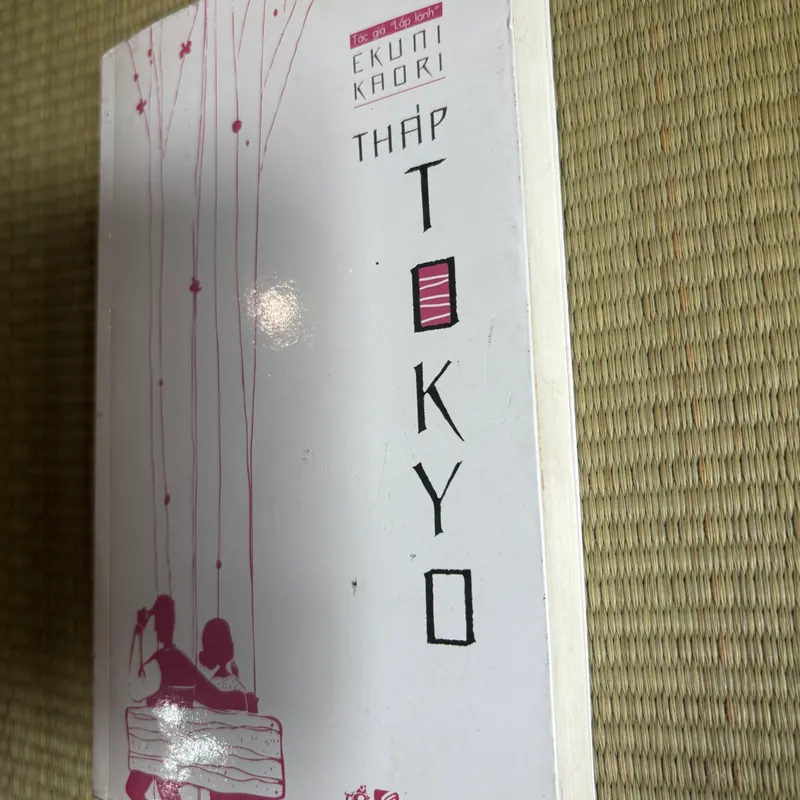 Tác giả "Lấp lánh"
EKUNI
KAORI
THÁP
TOKYO